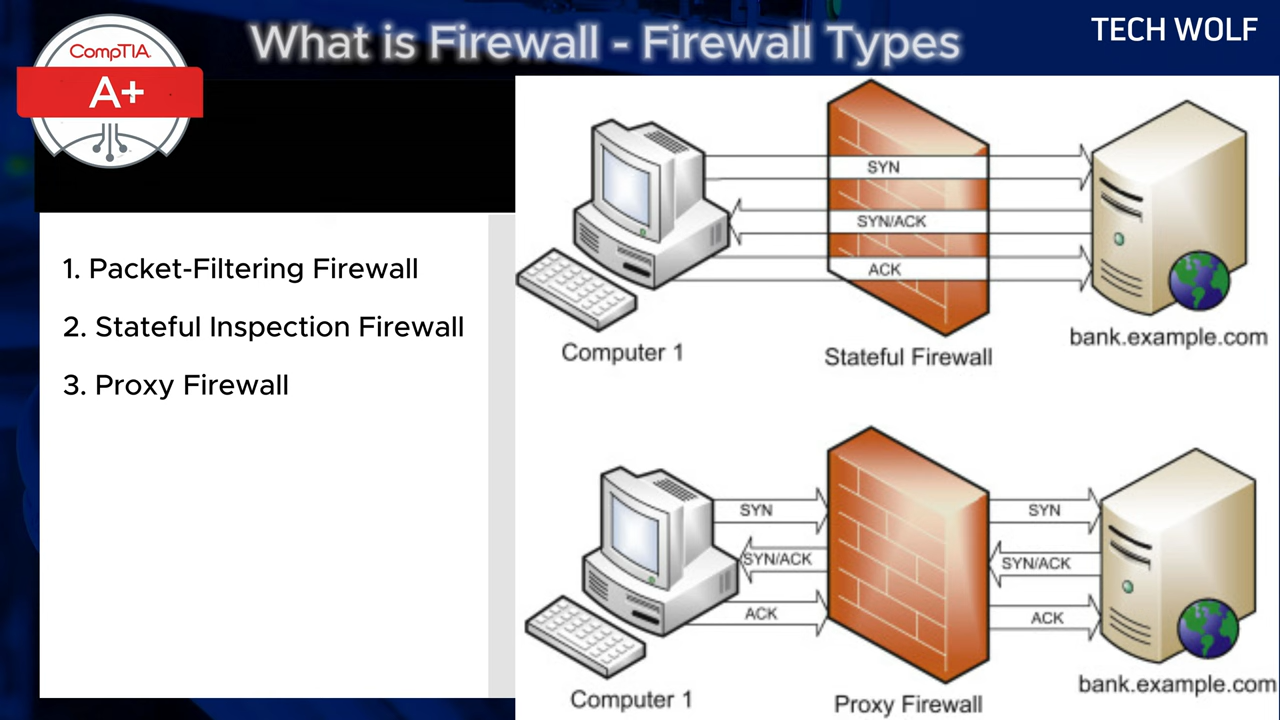 CompTIA.
A+
What is Firewall - Firewall Types
TECH WOLF
1. Packet-Filtering Firewall
2. Stateful Inspection Firewall
3. Proxy Firewall
SYN
SYN/ACK
ACK
Computer 1
Stateful Firewall
bank.example.com
SYN
SYN
SYN/ACK
SYN/ACK
ACK
ACK
Computer 1
Proxy Firewall
bank.example.com